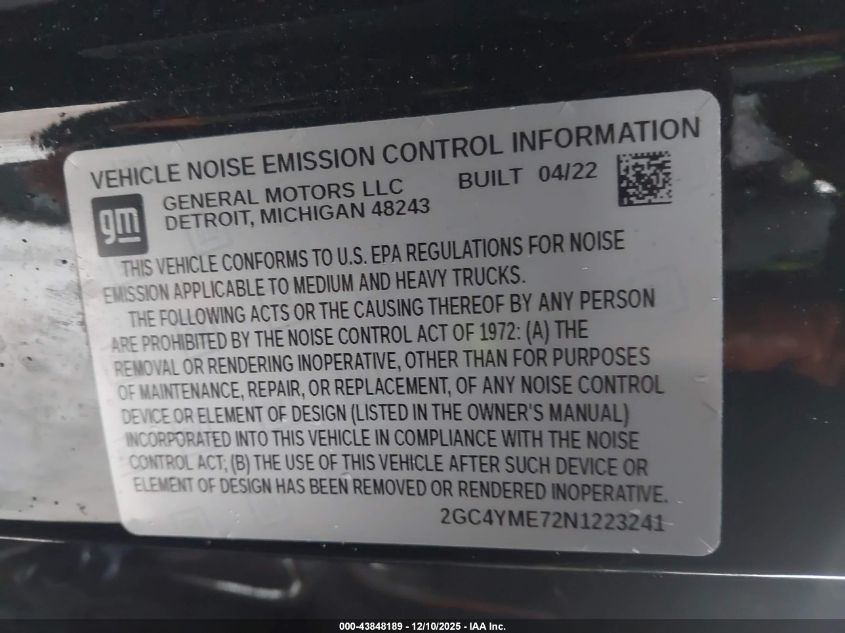 VEHICLE NOISE EMISSION CONTROL INFORMATION
gm
GENERAL MOTORS LLC BUILT 04/22
DETROIT, MICHIGAN 48243
THIS VEHICLE CONFORMS TO U.S. EPA REGULATIONS FOR NOISE
EMISSION APPLICABLE TO MEDIUM AND HEAVY TRUCKS.
THE FOLLOWING ACTS OR THE CAUSING THEREOF BY ANY PERSON
ARE PROHIBITED BY THE NOISE CONTROL ACT OF 1972: (A) THE
REMOVAL OR RENDERING INOPERATIVE, OTHER THAN FOR PURPOSES
OF MAINTENANCE, REPAIR, OR REPLACEMENT, OF ANY NOISE CONTROL
DEVICE OR ELEMENT OF DESIGN (LISTED IN THE OWNER'S MANUAL)
INCORPORATED INTO THIS VEHICLE IN COMPLIANCE WITH THE NOISE
CONTROL ACT; (B) THE USE OF THIS VEHICLE AFTER SUCH DEVICE OR
ELEMENT OF DESIGN HAS BEEN REMOVED OR RENDERED INOPERATIVE.
2GC4YME72N1223241
000-43848189 - 12/10/2025 - IAA Inc.